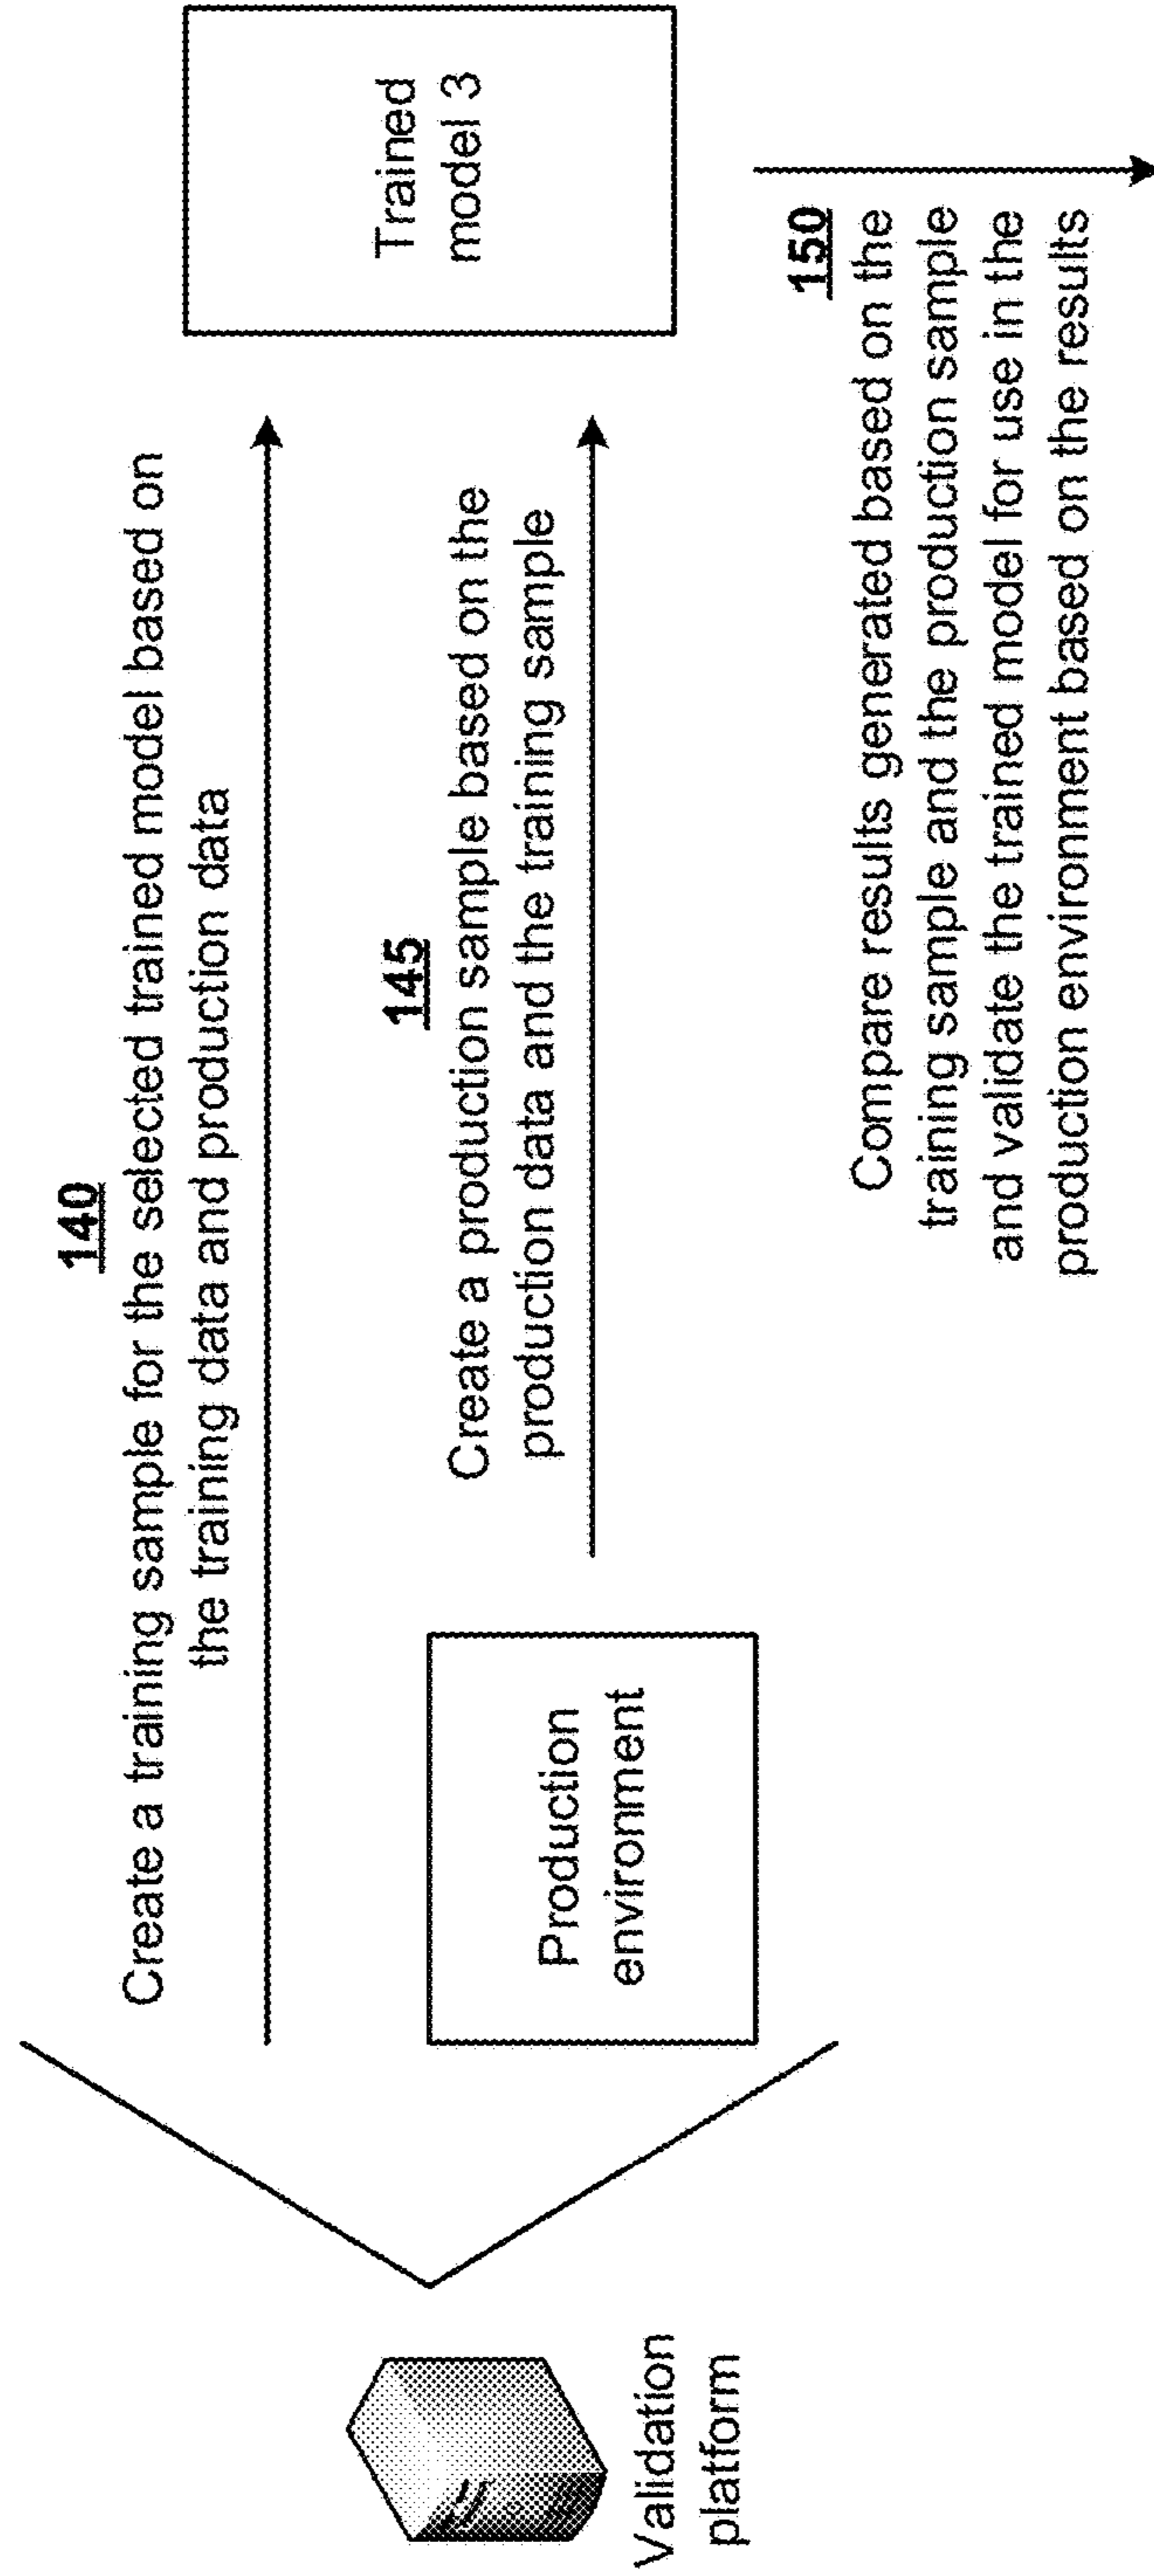 140
Create a training sample for the selected trained model based on
the training data and production data
Trained
model 3
145
Create a production sample based on the
production data and the training sample
Production
environment
Validation
platform
150
Compare results generated based on the
training sample and the production sample
and validate the trained model for use in the
production environment based on the results